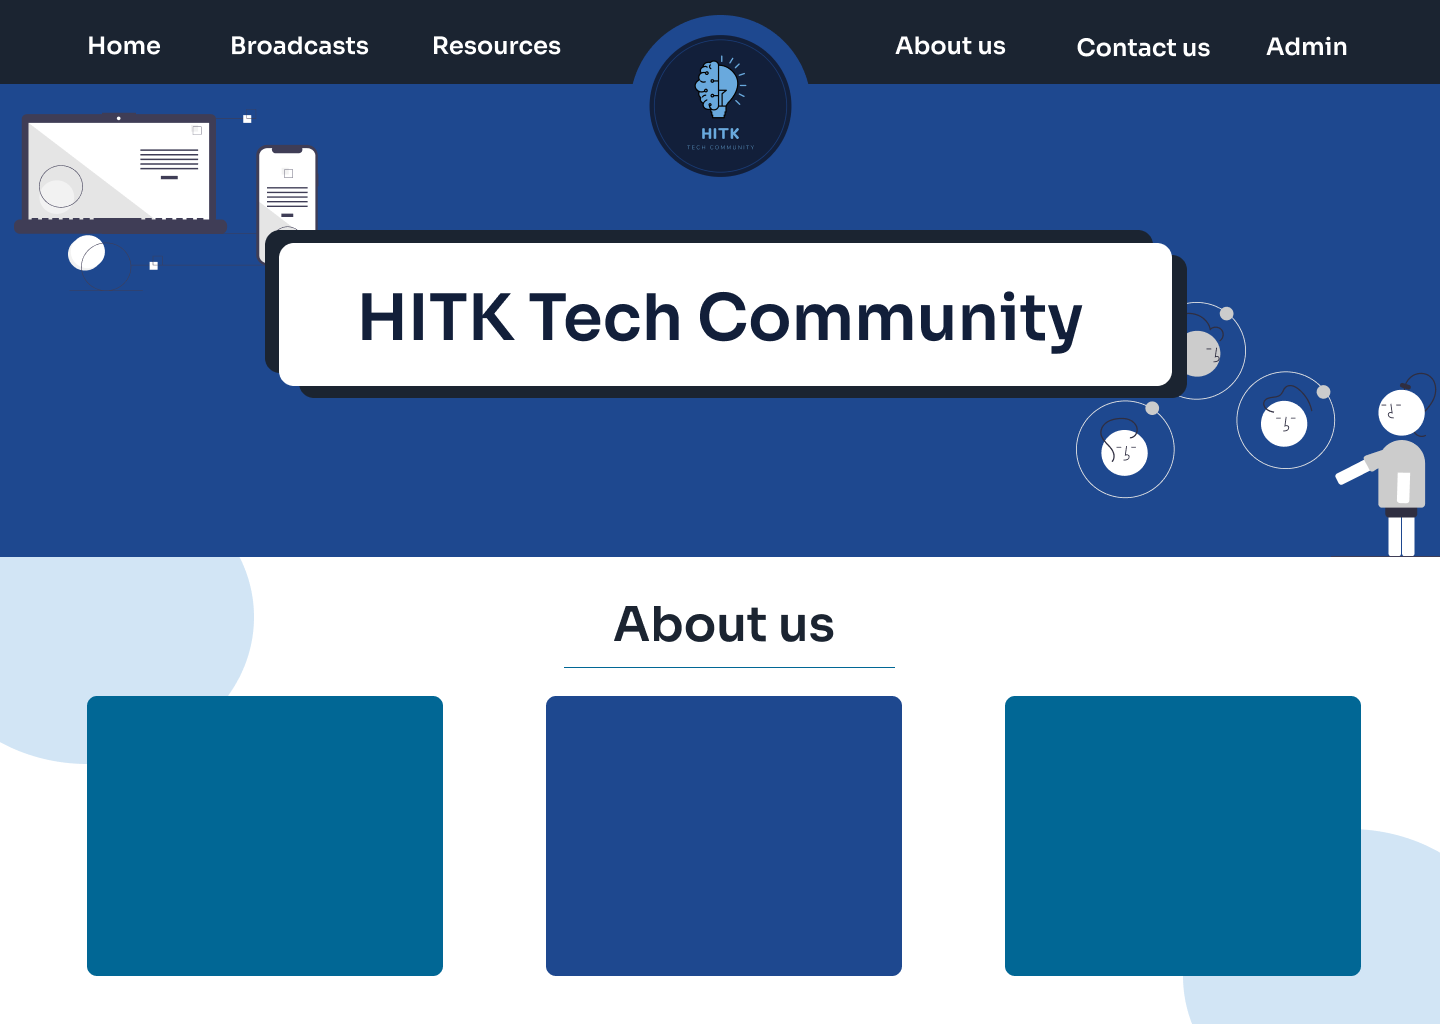 Home
Broadcasts
Resources
About us
Contact us
Admin
HITK
TECH COMMUNITY
HITK Tech Community
About us